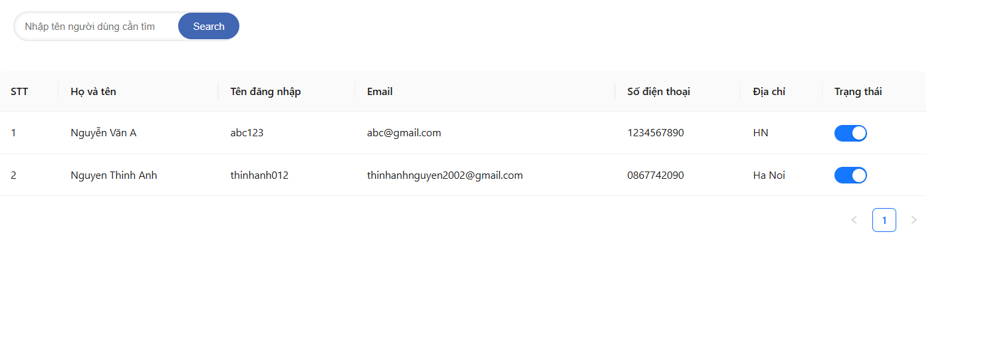 Nhập tên người dùng cần tìm Search
STT Họ và tên Tên đăng nhập Email Số điện thoại Địa chỉ Trạng thái
1 Nguyễn Văn A abc123 abc@gmail.com 1234567890 HN
2 Nguyen Thinh Anh thinhanh012 thinhanhnguyen2002@gmail.com 0867742090 Ha Noi
1